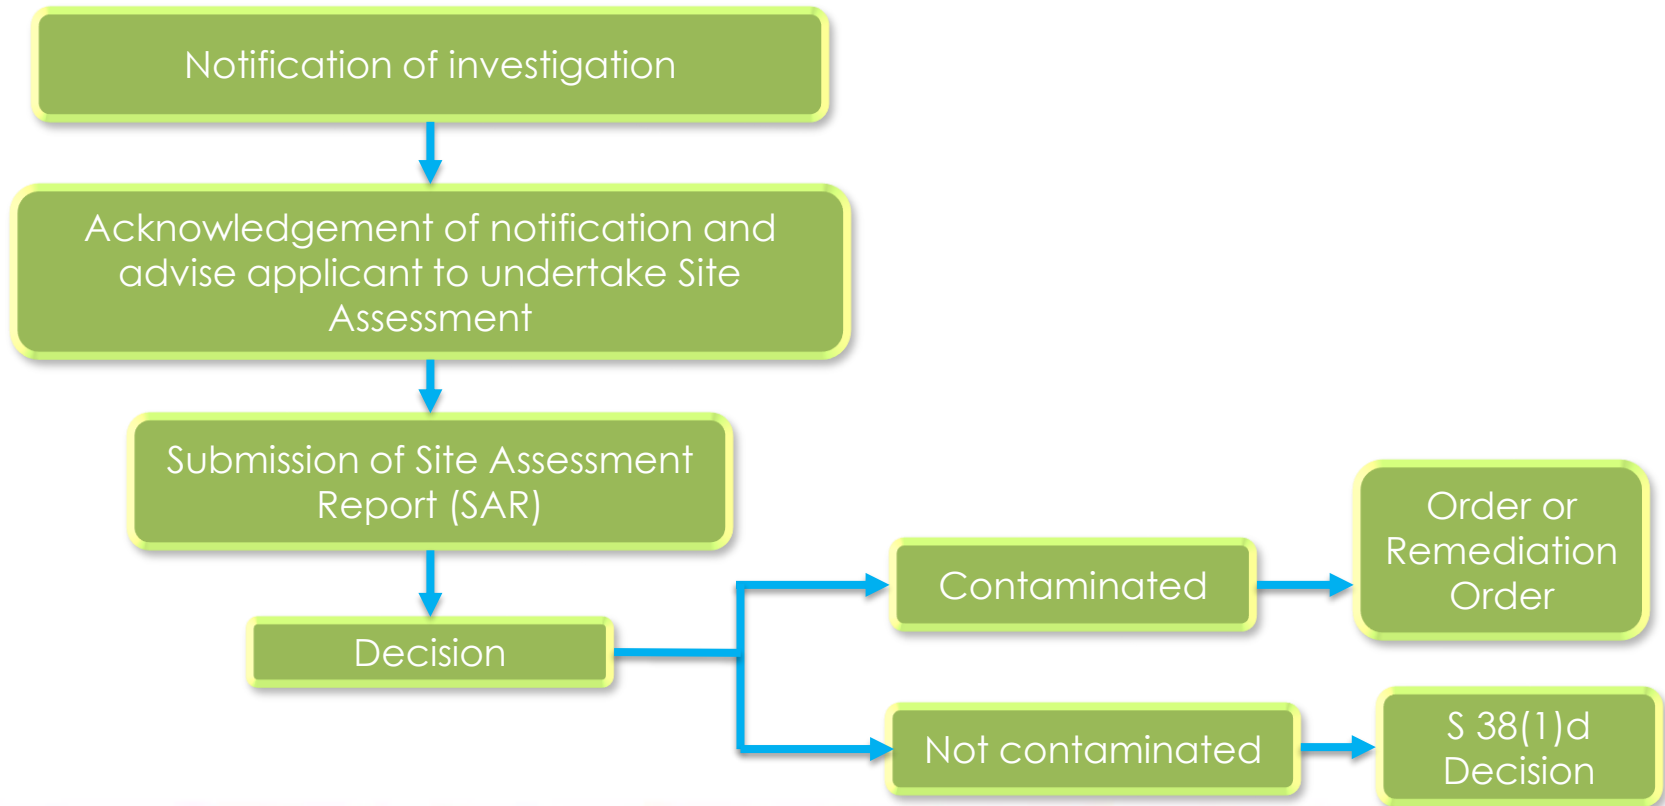 Notification of investigation
Acknowledgement of notification and
advise applicant to undertake Site
Assessment
Submission of Site Assessment
Report (SAR)
Decision
Contaminated
Order or
Remediation
Order
Not contaminated
S 38(1)d
Decision